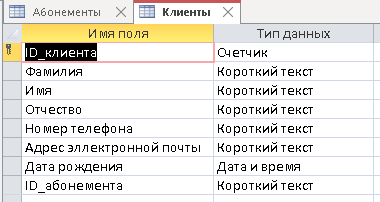 Абонементы Клиенты
Имя поля Тип данных
ID_клиента Счетчик
Фамилия Короткий текст
Имя Короткий текст
Отчество Короткий текст
Номер телефона Короткий текст
Адрес эллектронной почты Короткий текст
Дата рождения Дата и время
ID_абонемента Короткий текст